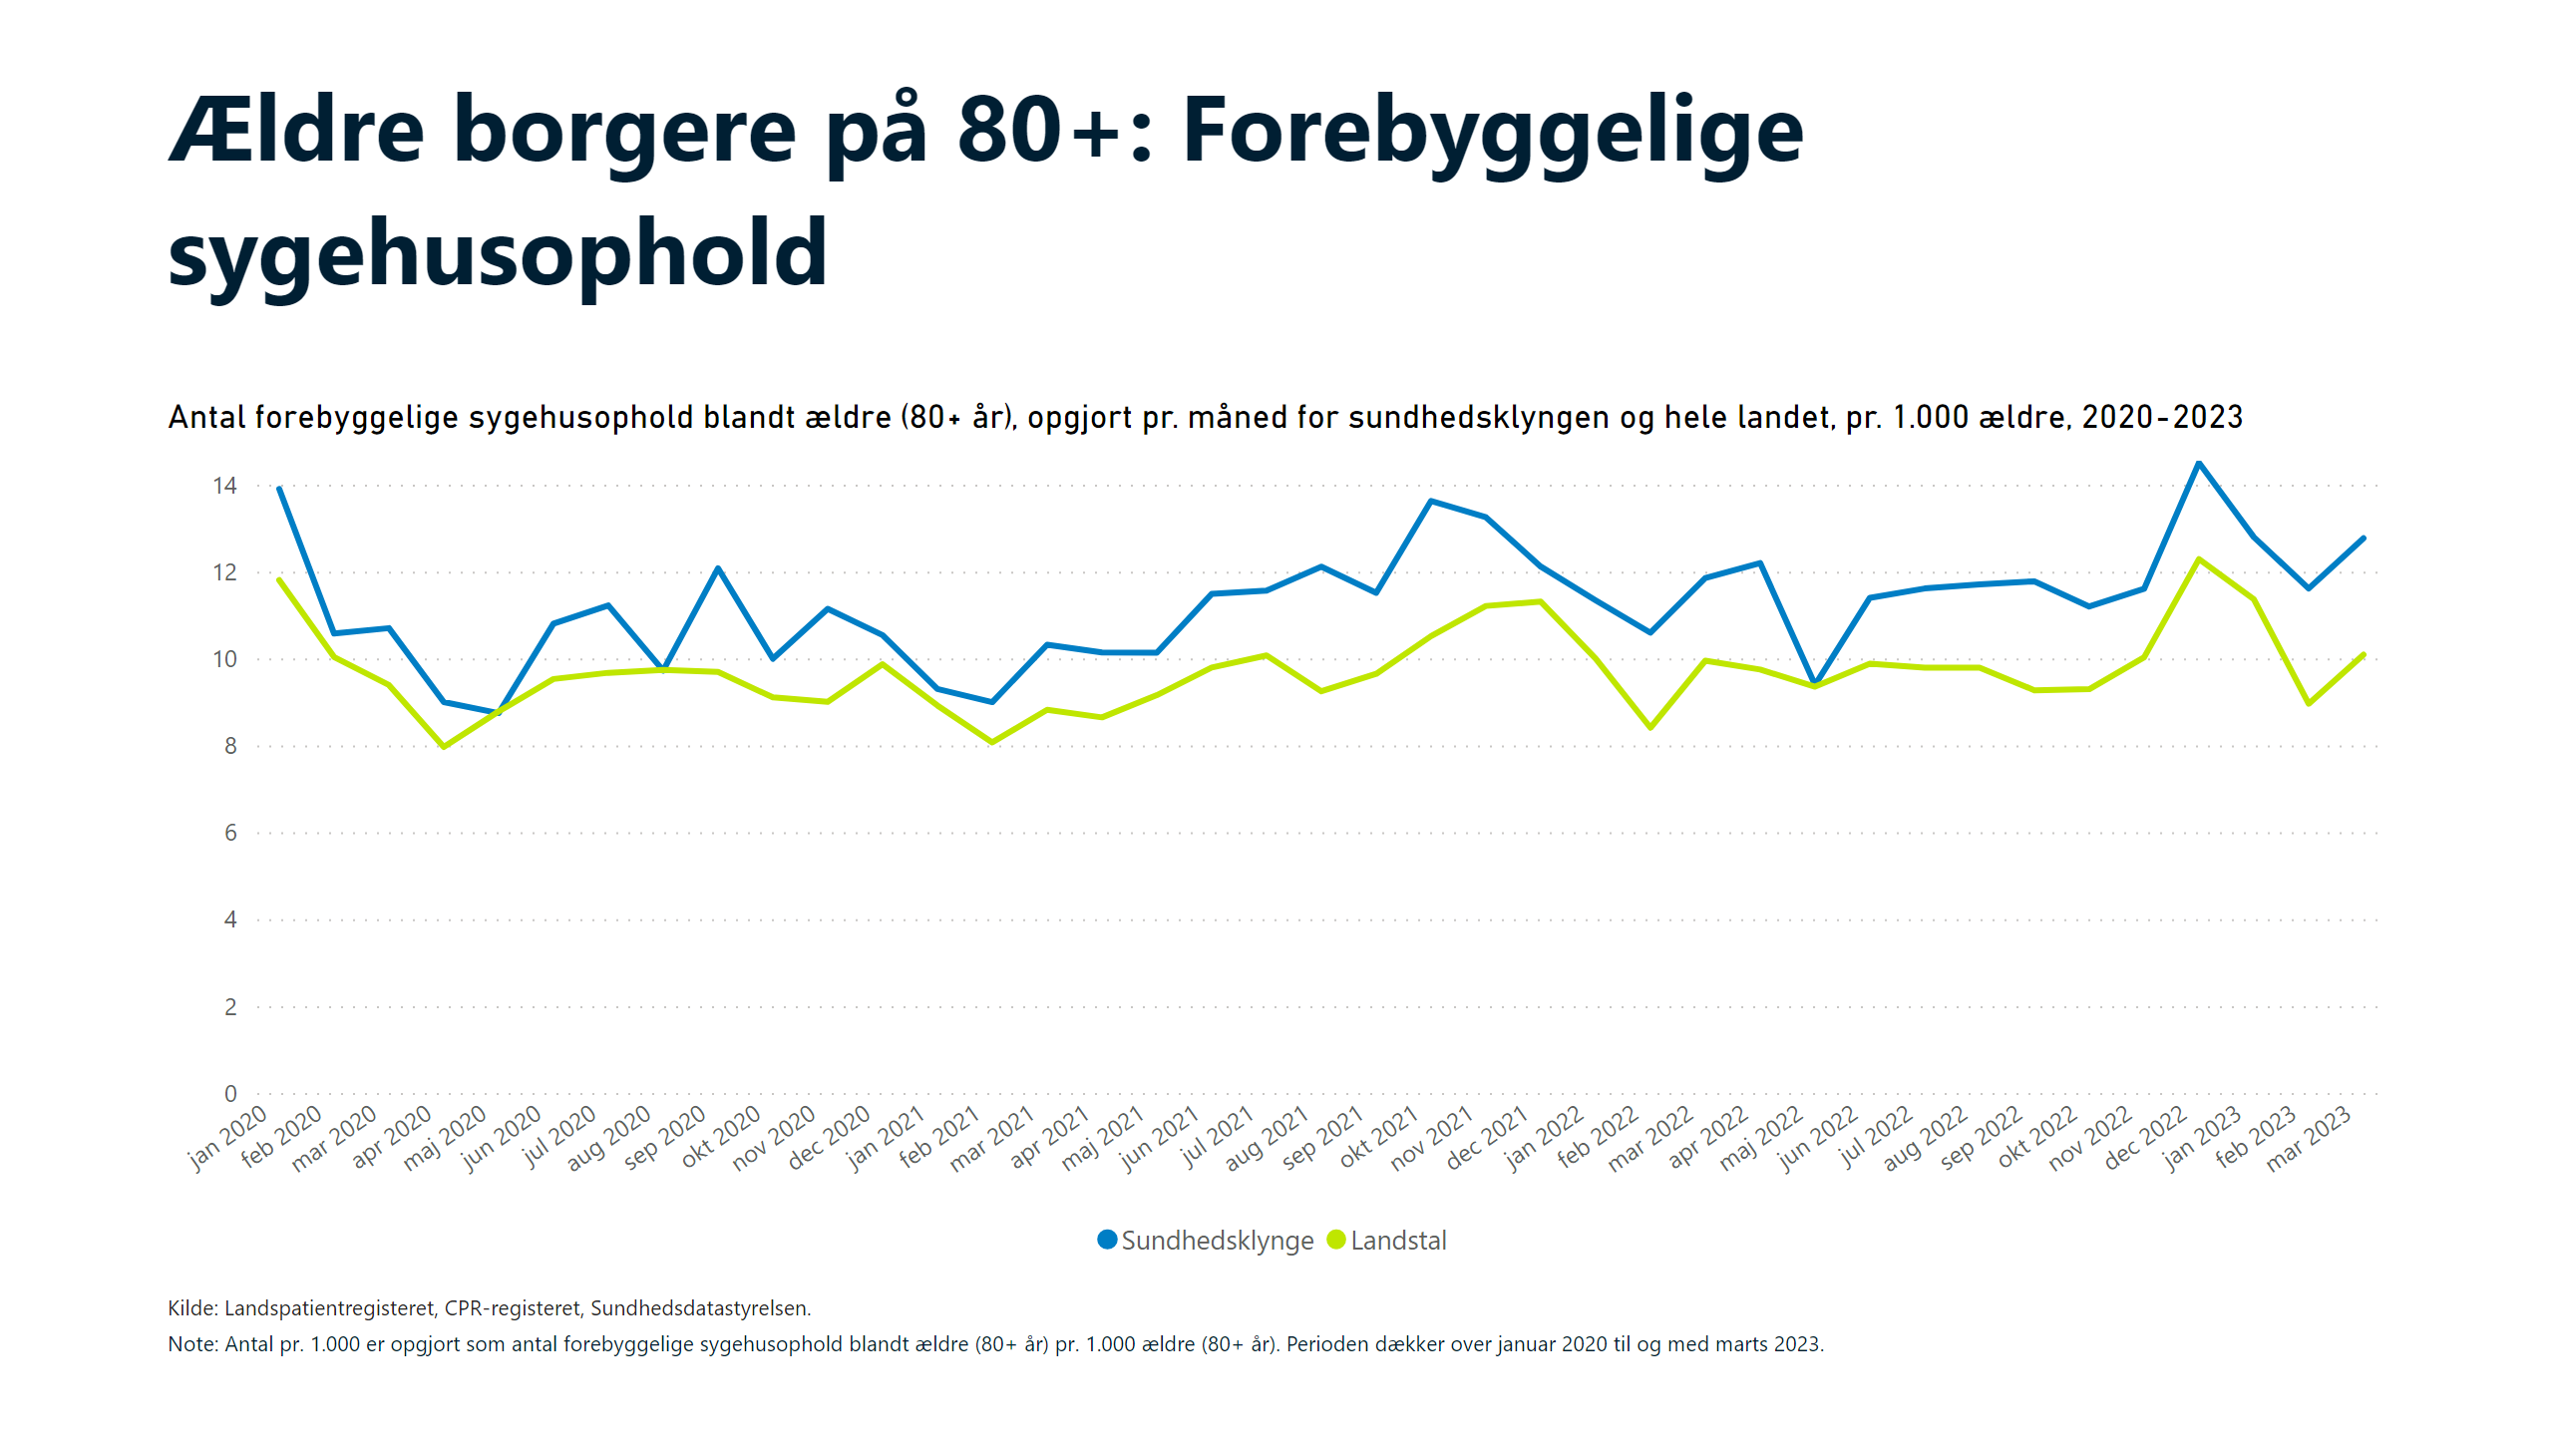 Ældre borgere på 80+: Forebyggelige
sygehusophold
Antal forebyggelige sygehusophold blandt ældre (80+ år), opgjort pr. måned for sundhedsklyngen og hele landet, pr. 1.000 ældre, 2020-2023
14
12
10
8
6
4
2
0
jan 2020
feb 2020
mar 2020
apr 2020
maj 2020
jun 2020
jul 2020
aug 2020
sep 2020
okt 2020
nov 2020
dec 2020
jan 2021
feb 2021
mar 2021
apr 2021
maj 2021
jun 2021
jul 2021
aug 2021
sep 2021
okt 2021
nov 2021
dec 2021
jan 2022
feb 2022
mar 2022
apr 2022
maj 2022
jun 2022
jul 2022
aug 2022
sep 2022
okt 2022
nov 2022
dec 2022
jan 2023
feb 2023
mar 2023
Sundhedsklynge Landstal
Kilde: Landspatientregisteret, CPR-registeret, Sundhedsdatastyrelsen.
Note: Antal pr. 1.000 er opgjort som antal forebyggelige sygehusophold blandt ældre (80+ år) pr. 1.000 ældre (80+ år). Perioden dækker over januar 2020 til og med marts 2023.